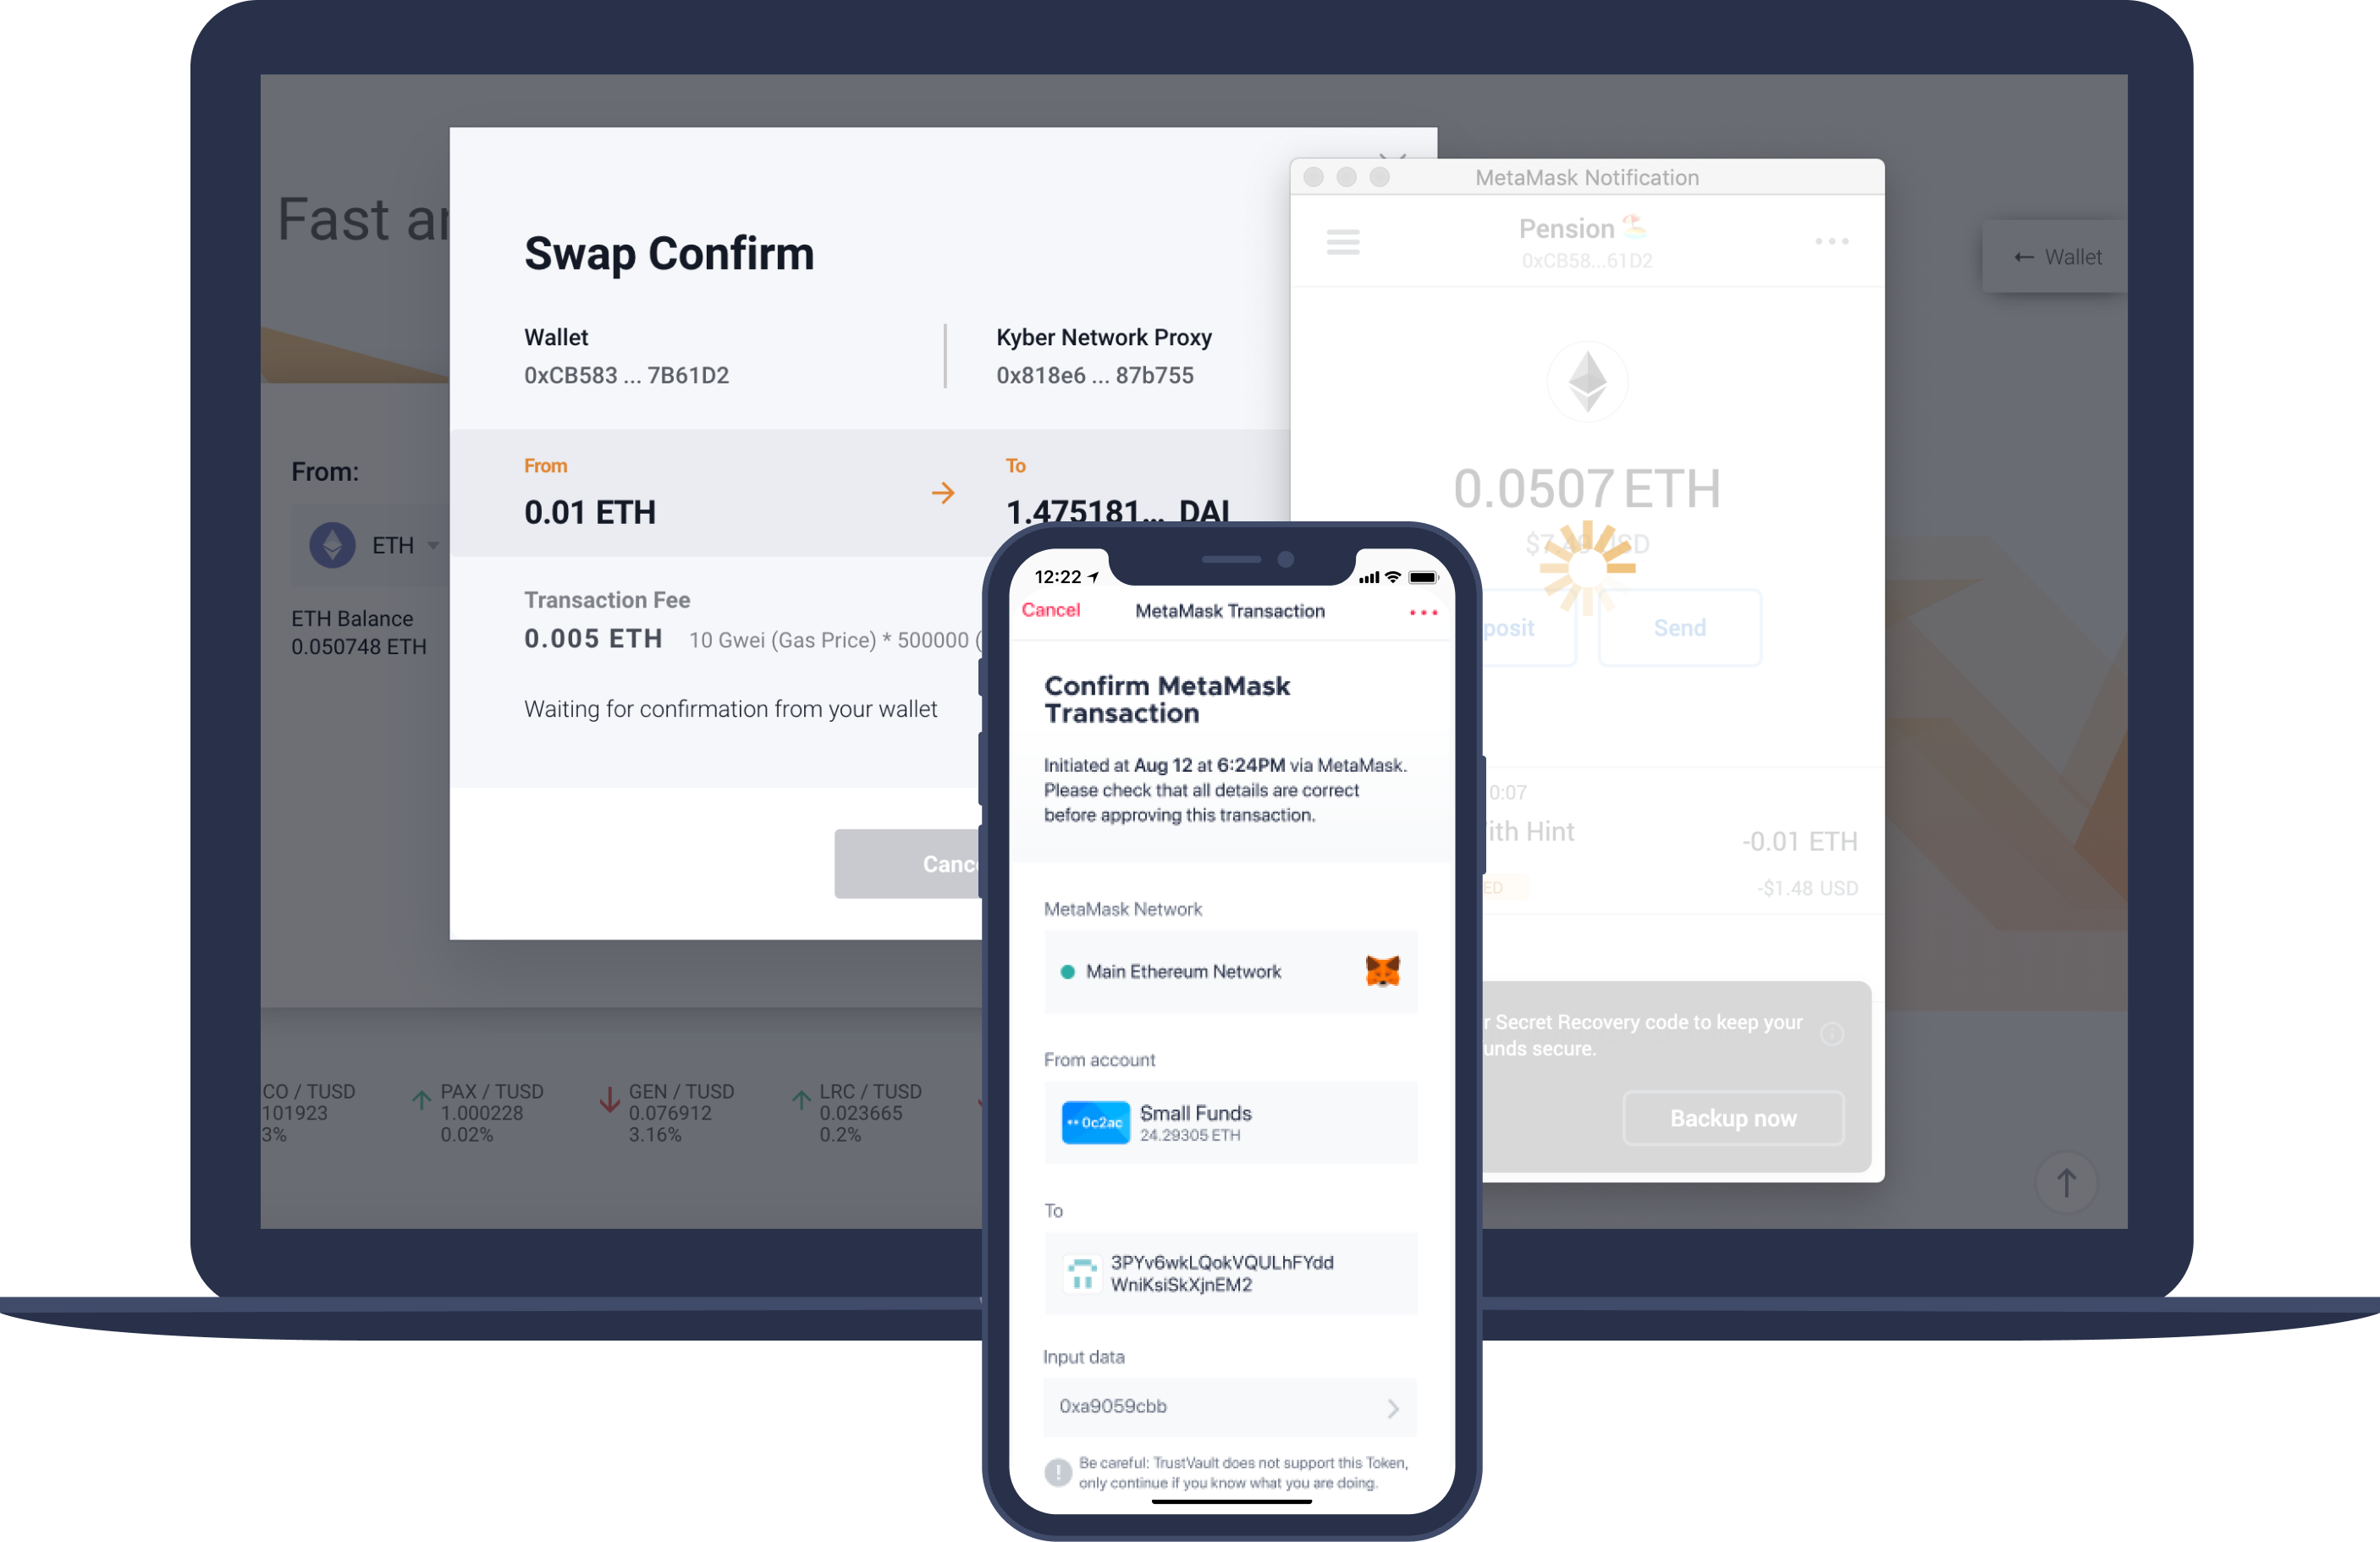 Fast
From:
ETH
ETH Balance
0.050748 ETH
Swap Confirm
Wallet
0xCB583 ... 7B61D2
Kyber Network Proxy
0x818e6 ... 87b755
From
0.01 ETH
To
1.475181... DAI
Transaction Fee
0.005 ETH 10 Gwei (Gas Price) * 500000 (
Waiting for confirmation from your wallet
Canc
MetaMask Notification
Pension
0xCB58...61D2
0.0507 ETH
posit
Send
0:07
ith Hint
-0.01 ETH
ED
-$1.48 USD
r Secret Recovery code to keep your
unds secure.
Backup now
← Wallet
CO / TUSD
101923
3%
PAX / TUSD
1.000228
0.02%
GEN / TUSD
0.076912
3.16%
LRC / TUSD
0.023665
0.2%
12:22
Cancel
MetaMask Transaction
Confirm MetaMask
Transaction
Initiated at Aug 12 at 6:24PM via MetaMask.
Please check that all details are correct
before approving this transaction.
MetaMask Network
Main Ethereum Network
From account
•• 0c2ac
Small Funds
24.29305 ETH
To
3PYv6wkLQokVQULhFYdd
WniKsiSkXjnEM2
Input data
0xa9059cbb
Be careful: TrustVault does not support this Token,
only continue if you know what you are doing.